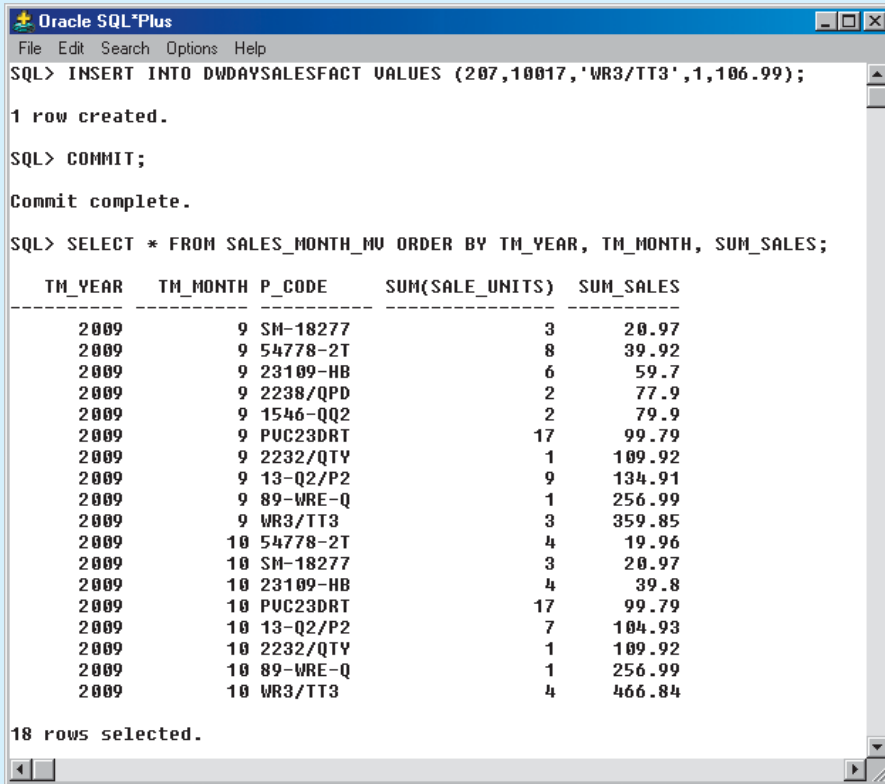 Oracle SQL*Plus
File Edit Search Options Help
SQL> INSERT INTO DWDAYSALESFACT VALUES (207,10017,'WR3/TT3',1,106.99);
1 row created.
SQL> COMMIT;
Commit complete.
SQL> SELECT * FROM SALES_MONTH_MV ORDER BY TM_YEAR, TM_MONTH, SUM_SALES;
TM_YEAR TM_MONTH P_CODE SUM(SALE_UNITS) SUM_SALES
---------- ---------- ---------- --------------- ----------
2009 9 SM-18277 3 20.97
2009 9 54778-2T 8 39.92
2009 9 23109-HB 6 59.7
2009 9 2238/QPD 2 77.9
2009 9 1546-QQ2 2 79.9
2009 9 PVC23DRT 17 99.79
2009 9 2232/QTY 1 109.92
2009 9 13-Q2/P2 9 134.91
2009 9 89-WRE-Q 1 256.99
2009 9 WR3/TT3 3 359.85
2009 10 54778-2T 4 19.96
2009 10 SM-18277 3 20.97
2009 10 23109-HB 4 39.8
2009 10 PVC23DRT 17 99.79
2009 10 13-Q2/P2 7 104.93
2009 10 2232/QTY 1 109.92
2009 10 89-WRE-Q 1 256.99
2009 10 WR3/TT3 4 466.84
18 rows selected.